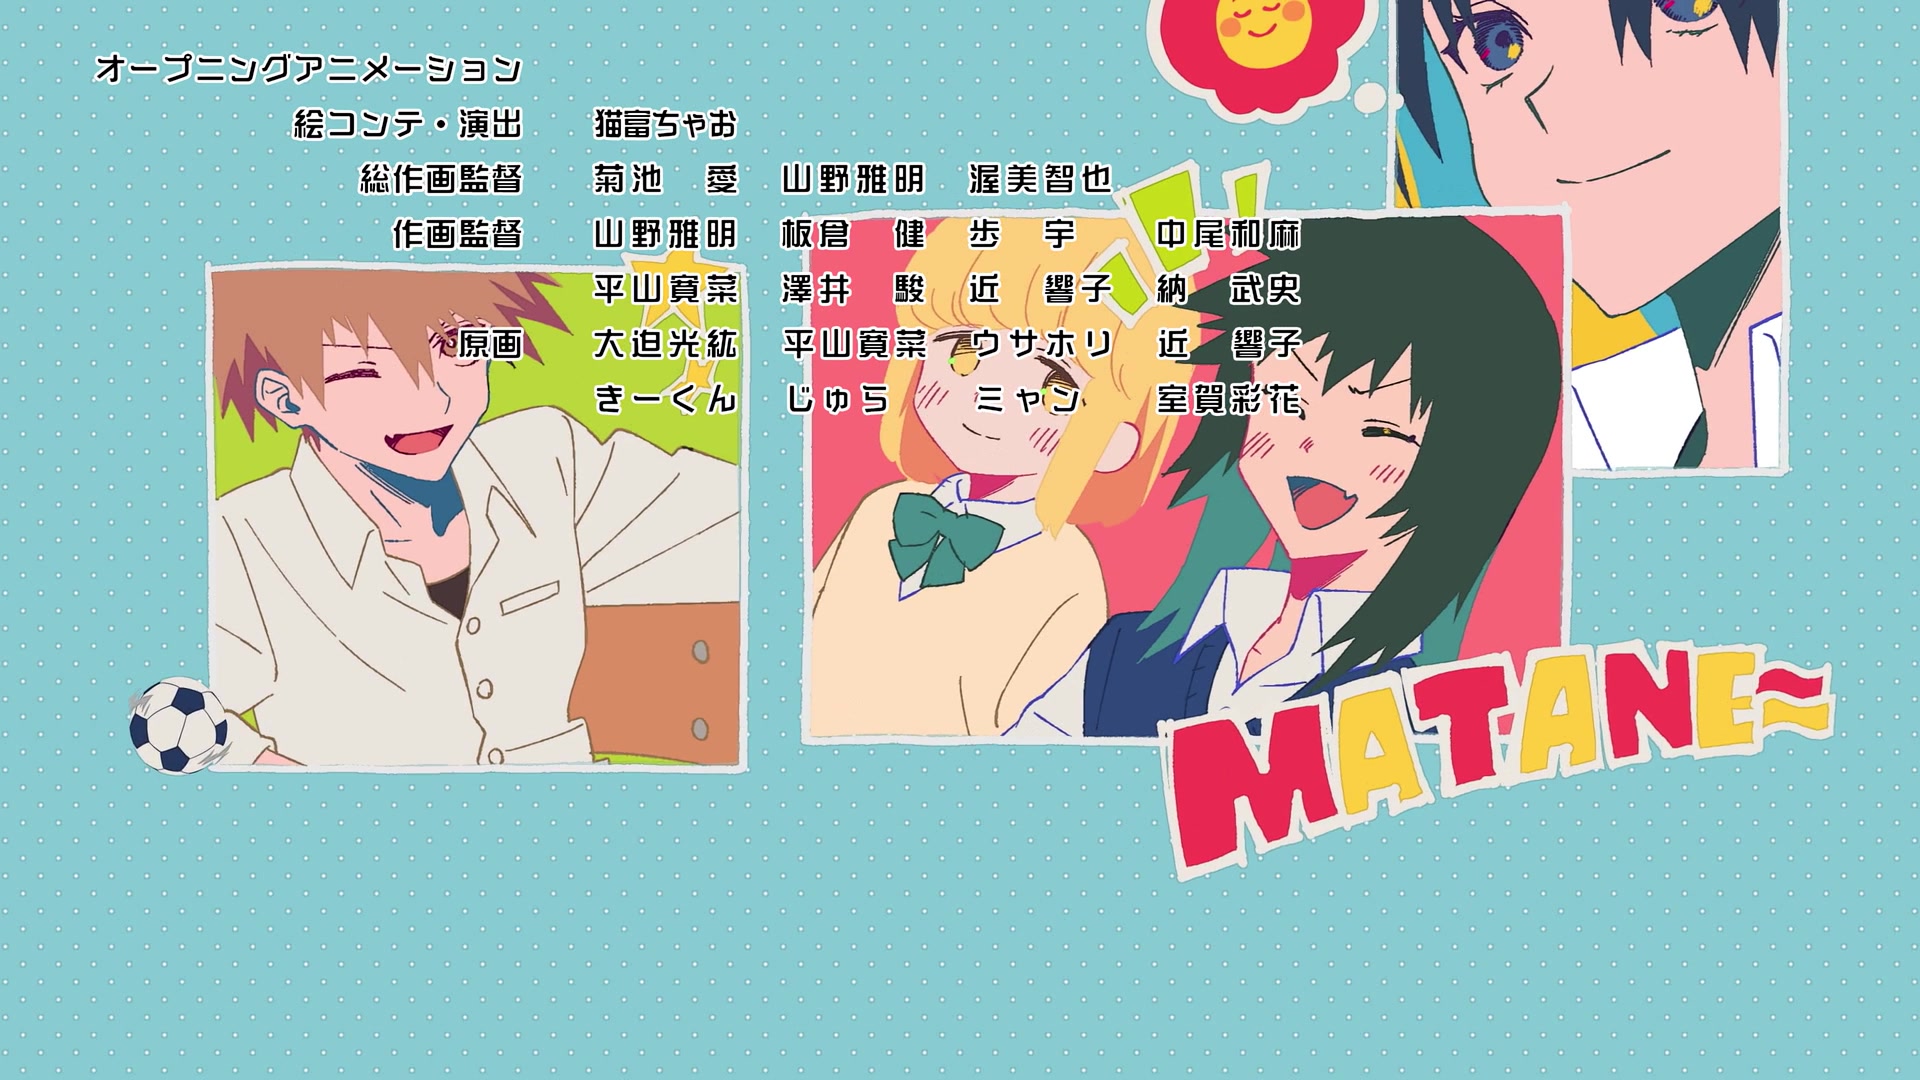 オープニングアニメーション
絵コンテ・演出 猫富ちゃお
総作画監督 菊池 愛 山野雅明 渥美智也
作画監督 山野雅明 板倉 健 歩 宇 中尾和麻
平山寛菜 澤井 駿 近 響子 納 武史
原画 大迫光紘 平山寛菜 ウサホリ 近 響子
きーくん じゅら ミャン 室賀彩花
MATANE~